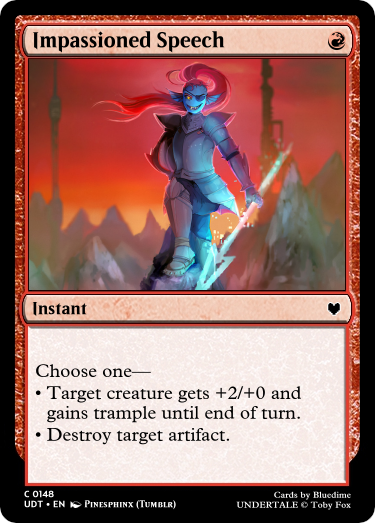 Impassioned Speech
Instant
Choose one—
• Target creature gets +2/+0 and
gains trample until end of turn.
• Destroy target artifact.
C 0148
UDT • EN Pinesphinx (Tumblr)
Cards by Bluedime
UNDERTALE © Toby Fox